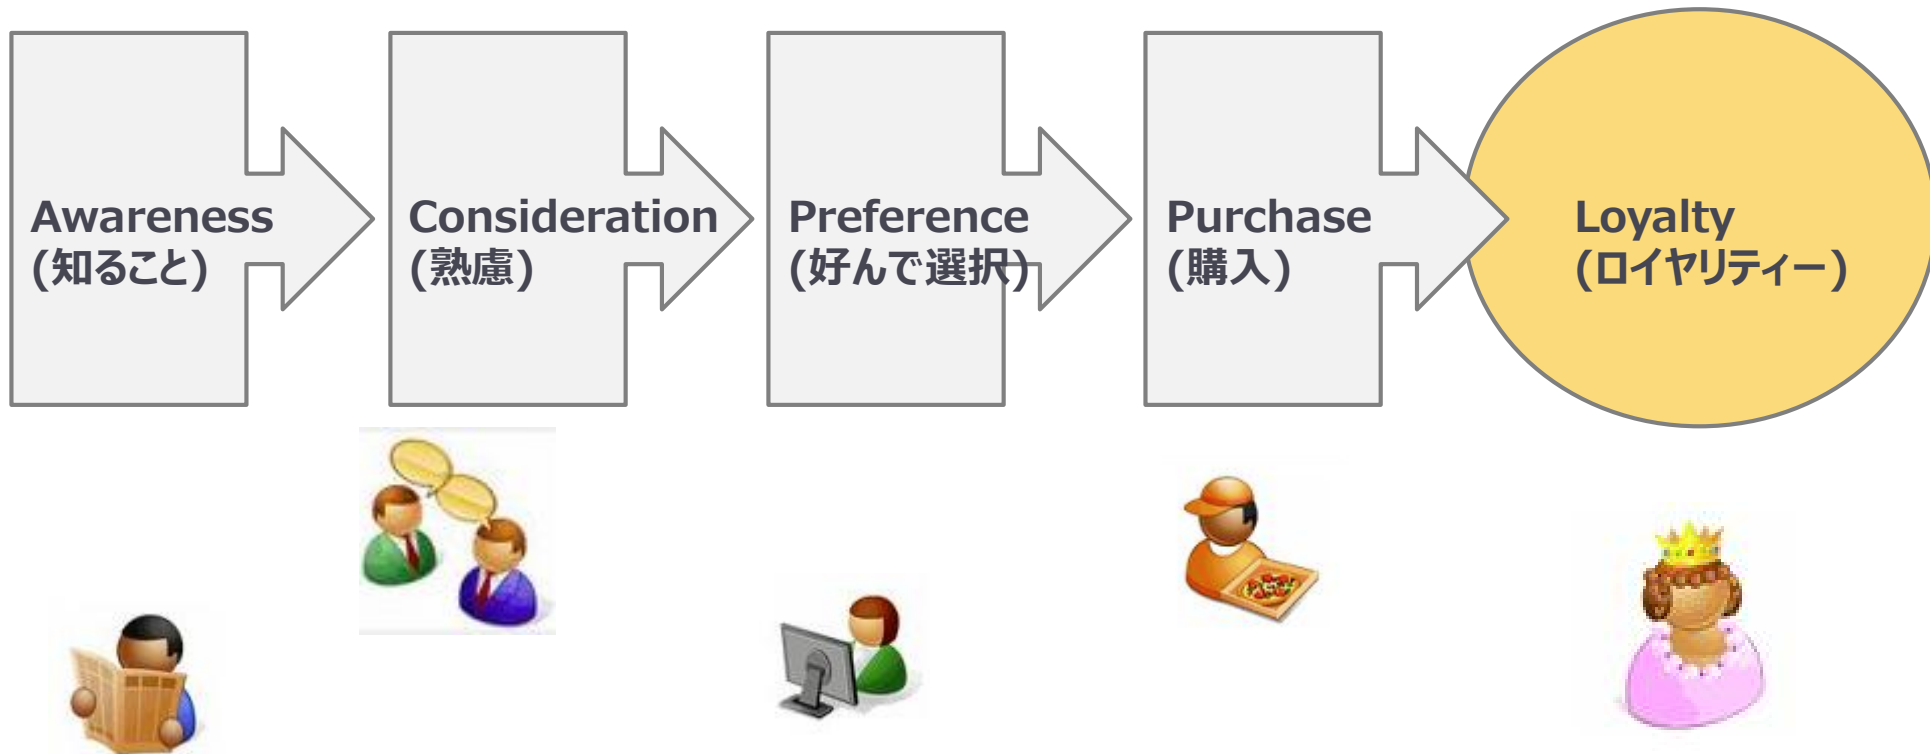 Awareness
(知ること)
Consideration
(熟慮)
Preference
(好んで選択)
Purchase
(購入)
Loyalty
(ロイヤリティー)